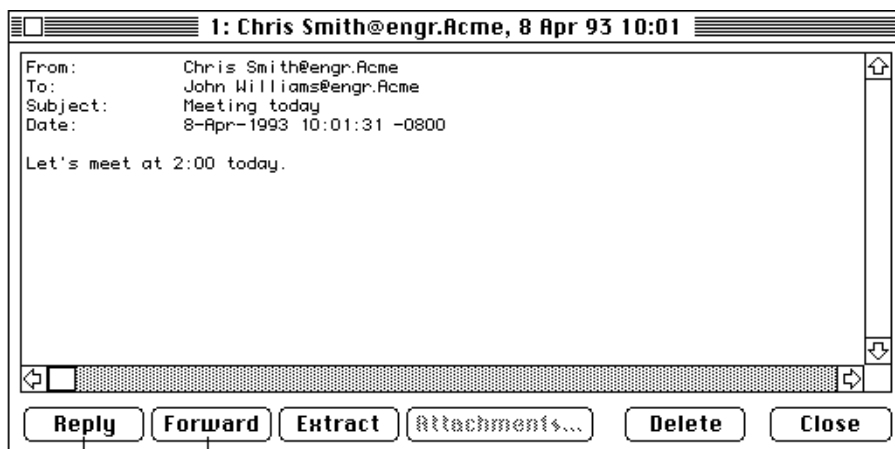 1: Chris Smith@engr.Acme, 8 Apr 93 10:01
From: Chris Smith@engr.Acme
To: John Williams@engr.Acme
Subject: Meeting today
Date: 8-Apr-1993 10:01:31 -0800
Let's meet at 2:00 today.
Reply Forward Extract Attachments... Delete Close